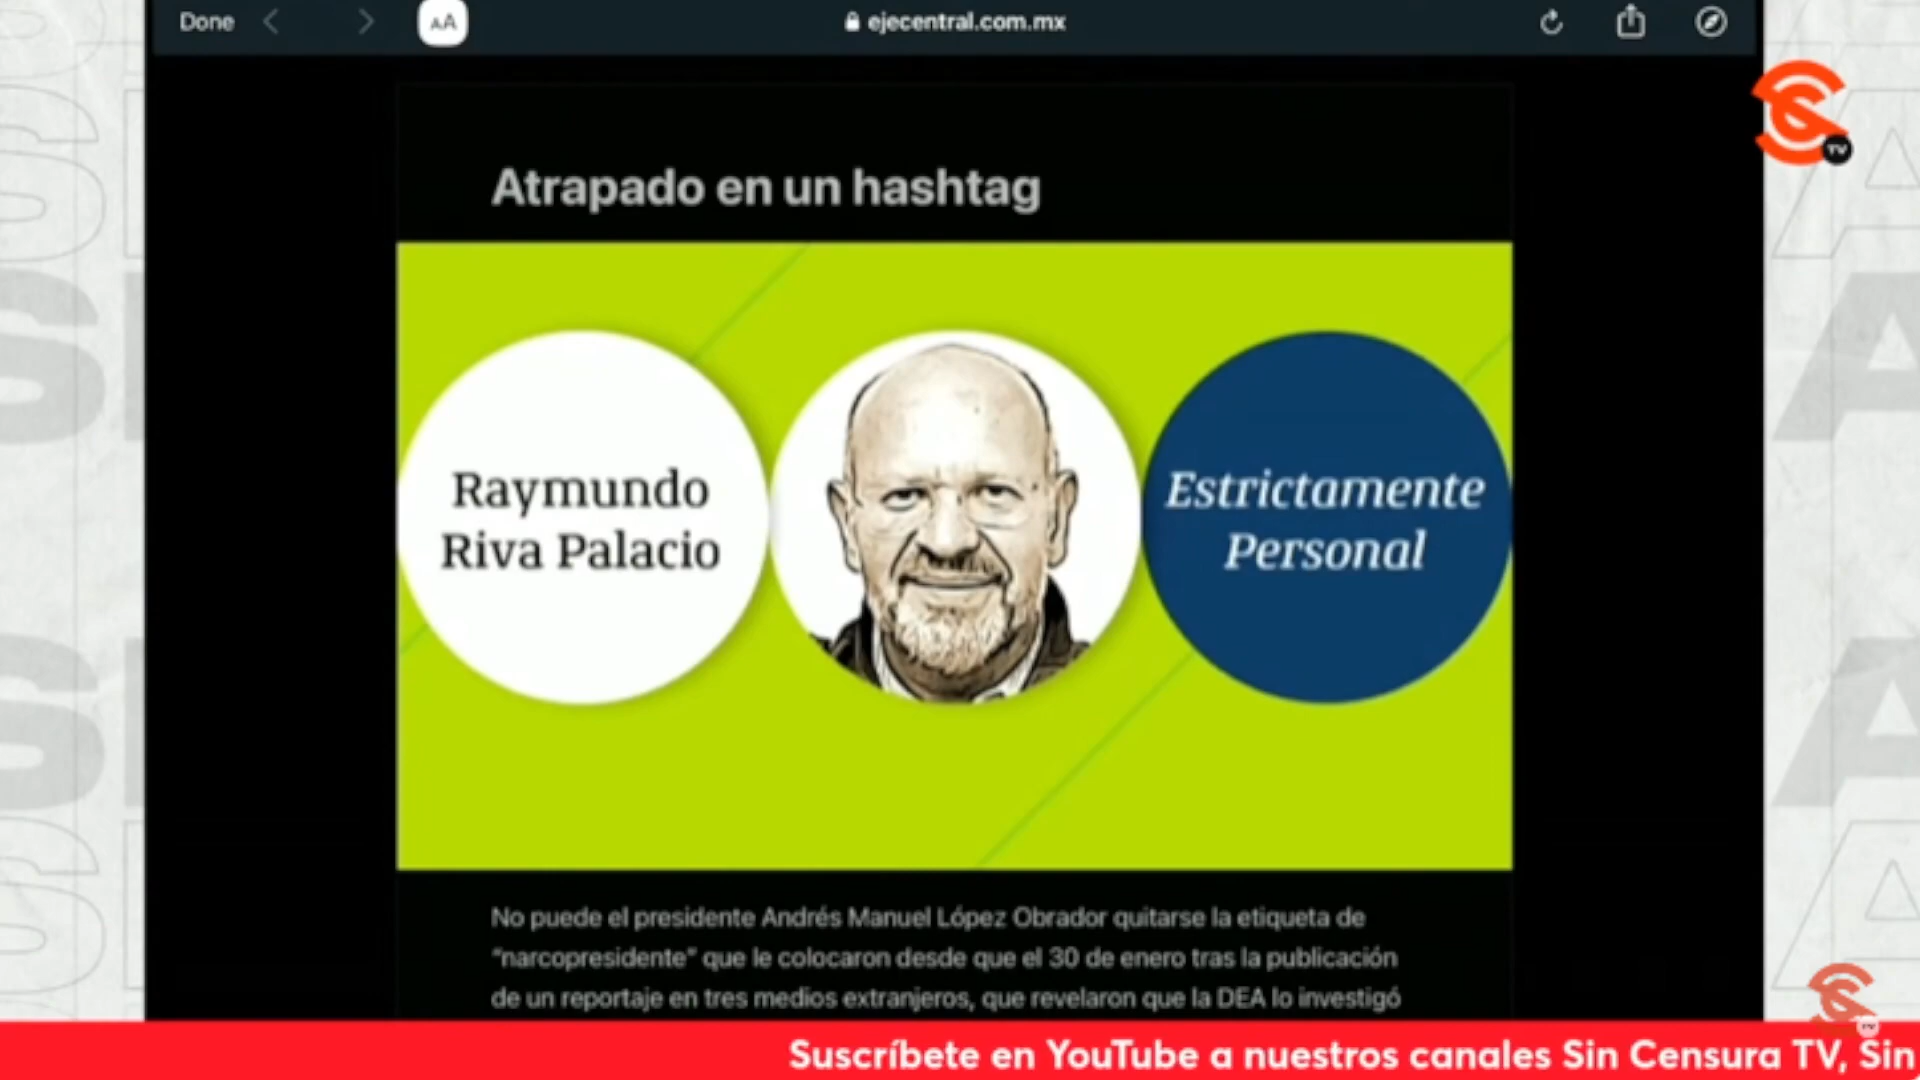 Done
AA
ejecentral.com.mx
TV
Atrapado en un hashtag
Raymundo
Riva Palacio
Estrictamente
Personal
No puede el presidente Andrés Manuel López Obrador quitarse la etiqueta de
“narcopresidente” que le colocaron desde que el 30 de enero tras la publicación
de un reportaje en tres medios extranjeros, que revelaron que la DEA lo investigó
TV
Suscríbete en YouTube a nuestros canales Sin Censura TV, Sin